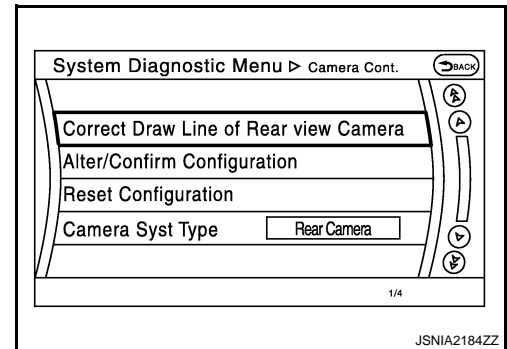 System Diagnostic Menu ▷ Camera Cont. BACK
Correct Draw Line of Rear view Camera
Alter/Confirm Configuration
Reset Configuration
Camera Syst Type Rear Camera
1/4
JSNIA2184ZZ